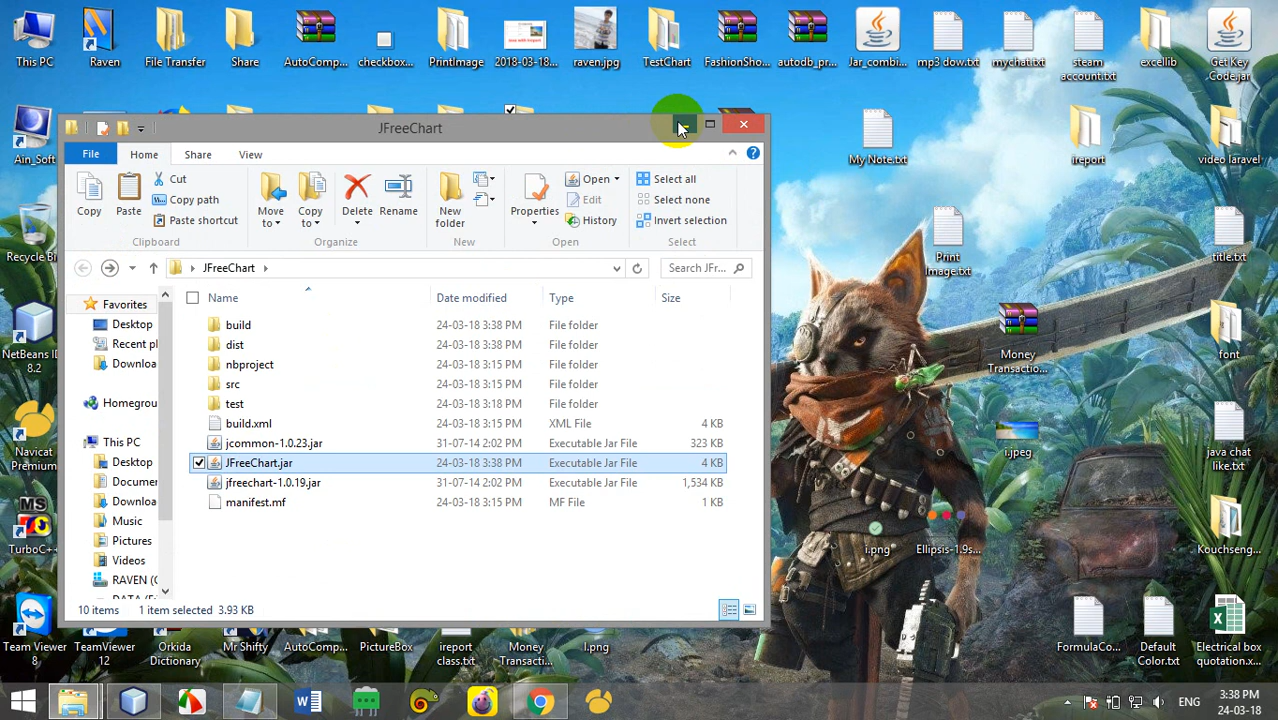 This PC
Raven
File Transfer
Share
AutoComp...
checkbox...
PrintImage
2018-03-18...
raven.jpg
TestChart
FashionSho...
autodb_pr...
Jar_combi...
mp3 dow.txt
mychat.txt
steam
account.txt
excellib
Get Key
Code.jar
Ain_Soft
My Note.txt
ireport
video laravel
JFreeChart
File
Home
Share
View
Copy
Paste
Cut
Copy path
Paste shortcut
Clipboard
Move
to
Copy
to
Delete
Rename
Organize
New
folder
New
Properties
Open
Edit
History
Open
Select all
Select none
Invert selection
Select
JFreeChart
Search JFr...
Name
Date modified
Type
Size
build 24-03-18 3:38 PM File folder
dist 24-03-18 3:38 PM File folder
nbproject 24-03-18 3:15 PM File folder
src 24-03-18 3:15 PM File folder
test 24-03-18 3:18 PM File folder
build.xml 24-03-18 3:15 PM XML File 4 KB
jcommon-1.0.23.jar 31-07-14 2:02 PM Executable Jar File 323 KB
JFreeChart.jar 24-03-18 3:38 PM Executable Jar File 4 KB
jfreechart-1.0.19.jar 31-07-14 2:02 PM Executable Jar File 1,534 KB
manifest.mf 24-03-18 3:15 PM MF File 1 KB
Favorites
Desktop
Recent pl
Downloa
Homegrou
This PC
Desktop
Documer
Downloa
Music
Pictures
Videos
RAVEN (C
10 items 1 item selected 3.93 KB
Recycle Bi
NetBeans ID
8.2
Navicat
Premium
MS
TurboC++
Print
Image.txt
title.txt
Money
Transactio...
font
i.jpeg
java chat
like.txt
i.png
Ellipsis-1.9s...
Kouchseng...
Team Viewer
8
TeamViewer
12
Orkida
Dictionary
Mr Shifty
AutoComp...
PictureBox
ireport
class.txt
Money
Transacti...
l.png
FormulaCo...
Default
Color.txt
Electrical box
quotation.x...
ENG
3:38 PM
24-03-18